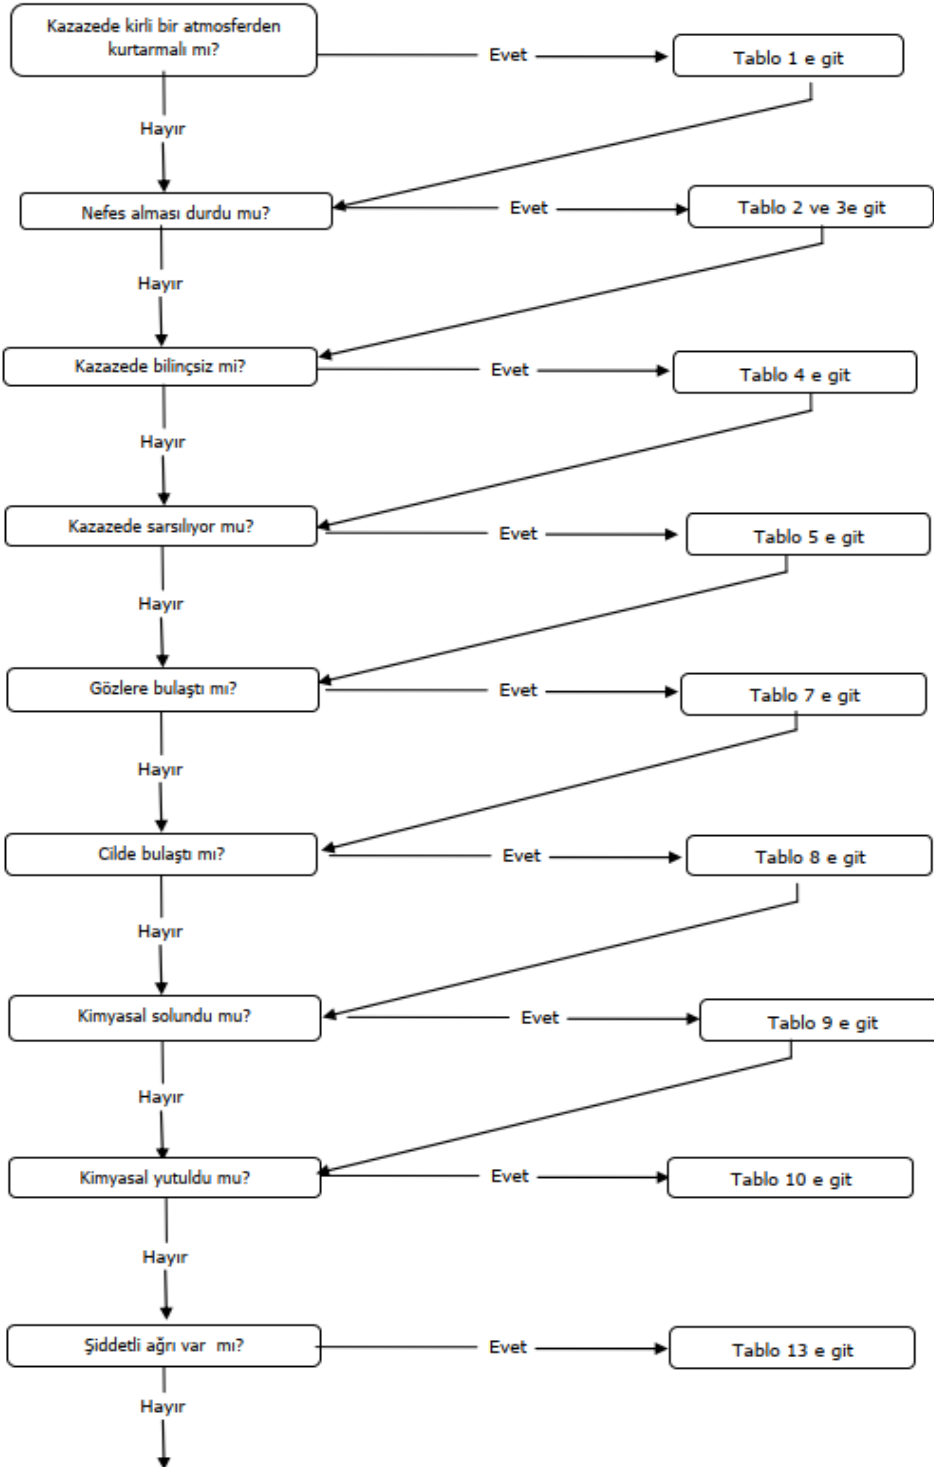 Kazazede kirli bir atmosferden
kurtarmalı mı?
Evet
Tablo 1 e git
Hayır
Nefes alması durdu mu?
Evet
Tablo 2 ve 3e git
Hayır
Kazazede bilinçsiz mi?
Evet
Tablo 4 e git
Hayır
Kazazede sarsılıyor mu?
Evet
Tablo 5 e git
Hayır
Gözlere bulaştı mı?
Evet
Tablo 7 e git
Hayır
Cilde bulaştı mı?
Evet
Tablo 8 e git
Hayır
Kimyasal solundu mu?
Evet
Tablo 9 e git
Hayır
Kimyasal yutuldu mu?
Evet
Tablo 10 e git
Hayır
Şiddetli ağrı var mı?
Evet
Tablo 13 e git
Hayır